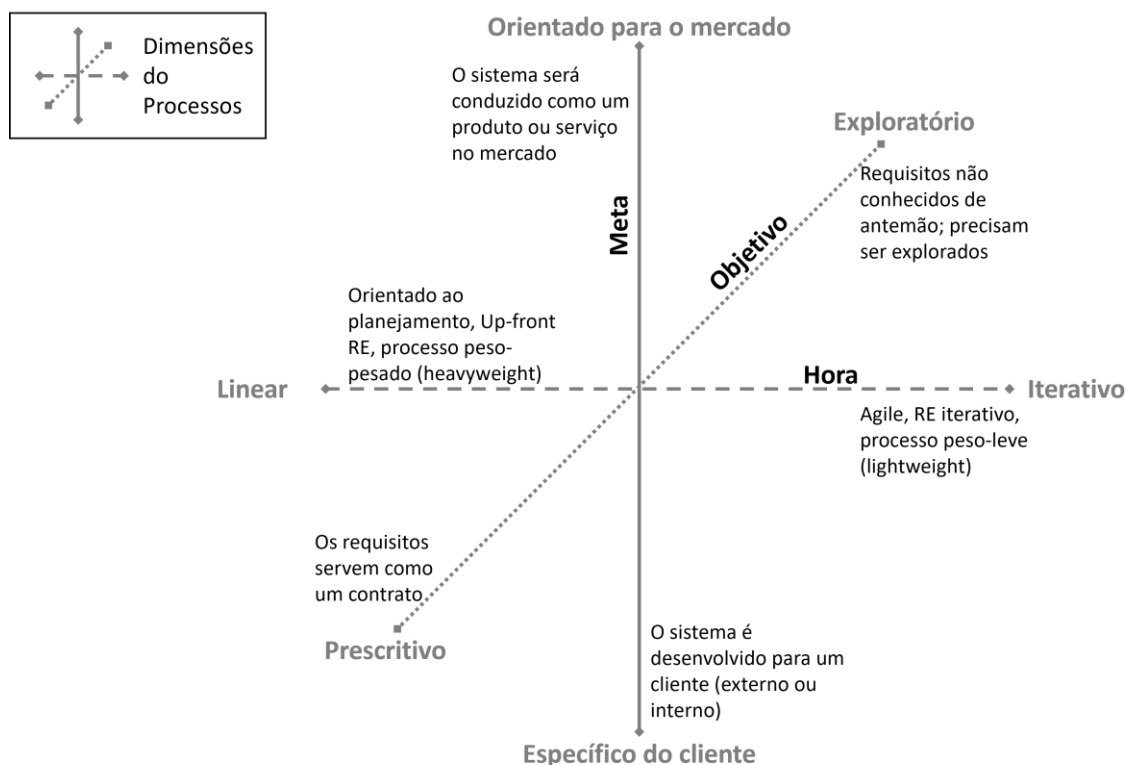 Dimensões
do
Processos
Orientado para o mercado
O sistema será
conduzido como um
produto ou serviço
no mercado
Exploratório
Requisitos não
conhecidos de
antemão; precisam
ser explorados
Meta
Objetivo
Orientado ao
planejamento, Up-front
RE, processo peso-
pesado (heavyweight)
Linear
Hora
Iterativo
Agile, RE iterativo,
processo peso-leve
(lightweight)
Os requisitos
servem como
um contrato
Prescritivo
O sistema é
desenvolvido para um
cliente (externo ou
interno)
Específico do cliente